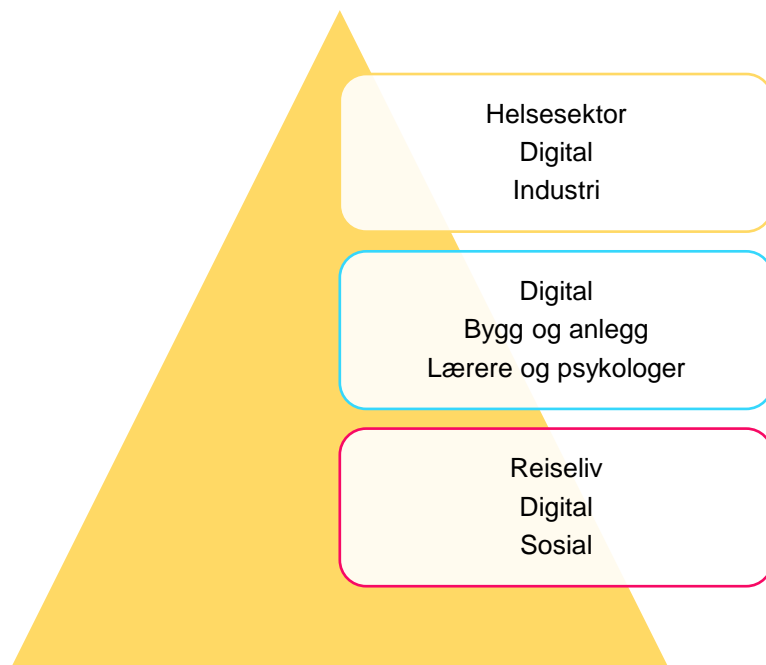 Helsesektor
Digital
Industri
Digital
Bygg og anlegg
Lærere og psykologer
Reiseliv
Digital
Sosial